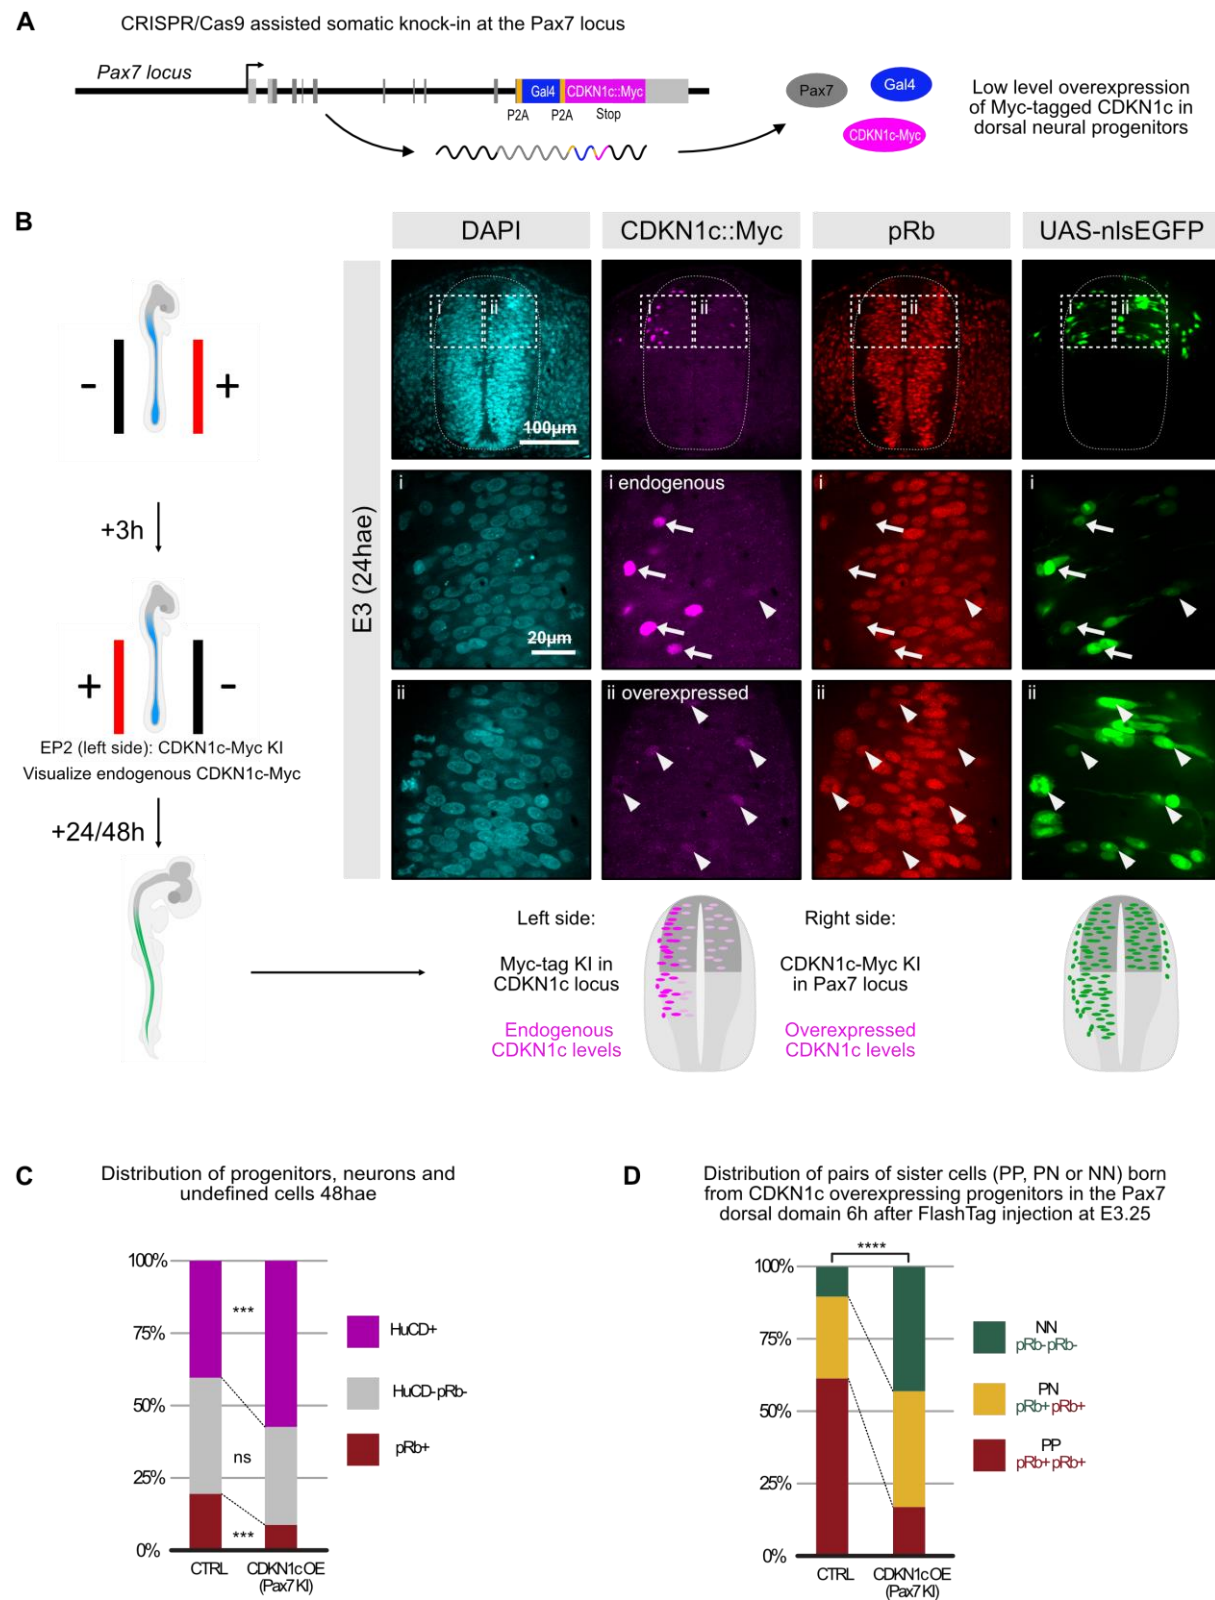 A
CRISPR/Cas9 assisted somatic knock-in at the Pax7 locus
Pax7 locus
Gal4
CDKN1c::Myc
P2A
P2A
Stop
Pax7
Gal4
CDKN1c-Myc
Low level overexpression
of Myc-tagged CDKN1c in
dorsal neural progenitors
B
-
+
+3h
+
-
EP2 (left side): CDKN1c-Myc KI
Visualize endogenous CDKN1c-Myc
+24/48h
E3 (24hae)
DAPI
CDKN1c::Myc
pRb
UAS-nlsEGFP
i
ii
100µm
i
ii
i
ii
i
ii
i
20µm
i endogenous
i
i
ii
ii overexpressed
ii
ii
Left side:
Myc-tag KI in
CDKN1c locus
Endogenous
CDKN1c levels
Right side:
CDKN1c-Myc KI
in Pax7 locus
Overexpressed
CDKN1c levels
C
Distribution of progenitors, neurons and
undefined cells 48hae
100%
75%
50%
25%
0%
***
ns
***
CTRL
CDKN1c OE
(Pax7 KI)
HuCD+
HuCD- pRb-
pRb+
D
Distribution of pairs of sister cells (PP, PN or NN) born
from CDKN1c overexpressing progenitors in the Pax7
dorsal domain 6h after FlashTag injection at E3.25
****
100%
75%
50%
25%
0%
CTRL
CDKN1c OE
(Pax7 KI)
NN
pRb- pRb-
PN
pRb+ pRb+
PP
pRb+ pRb+